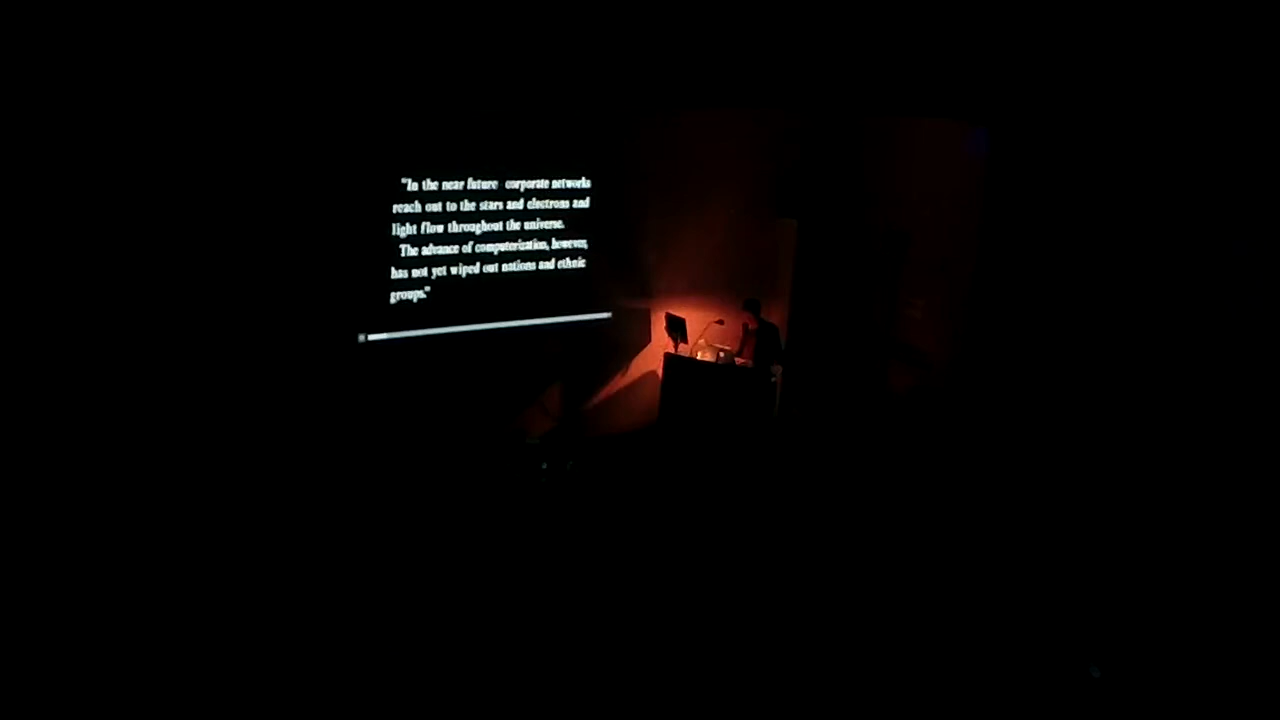 "In the near future corporate networks
reach out to the stars and electrons and
light flow throughout the universe.
The advance of computerization, however,
has not yet wiped out nations and ethnic
groups."